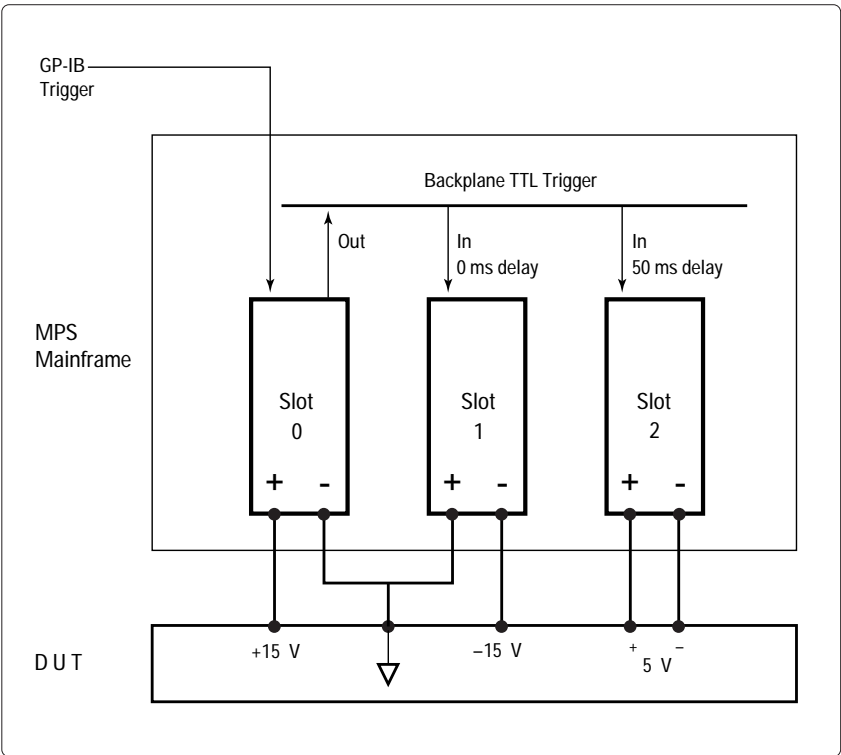 GP-IB
Trigger
Backplane TTL Trigger
Out
In
0 ms delay
In
50 ms delay
MPS
Mainframe
Slot
0
Slot
1
Slot
2
+ -
+ -
+ -
DUT
+15 V
–15 V
+ –
5 V